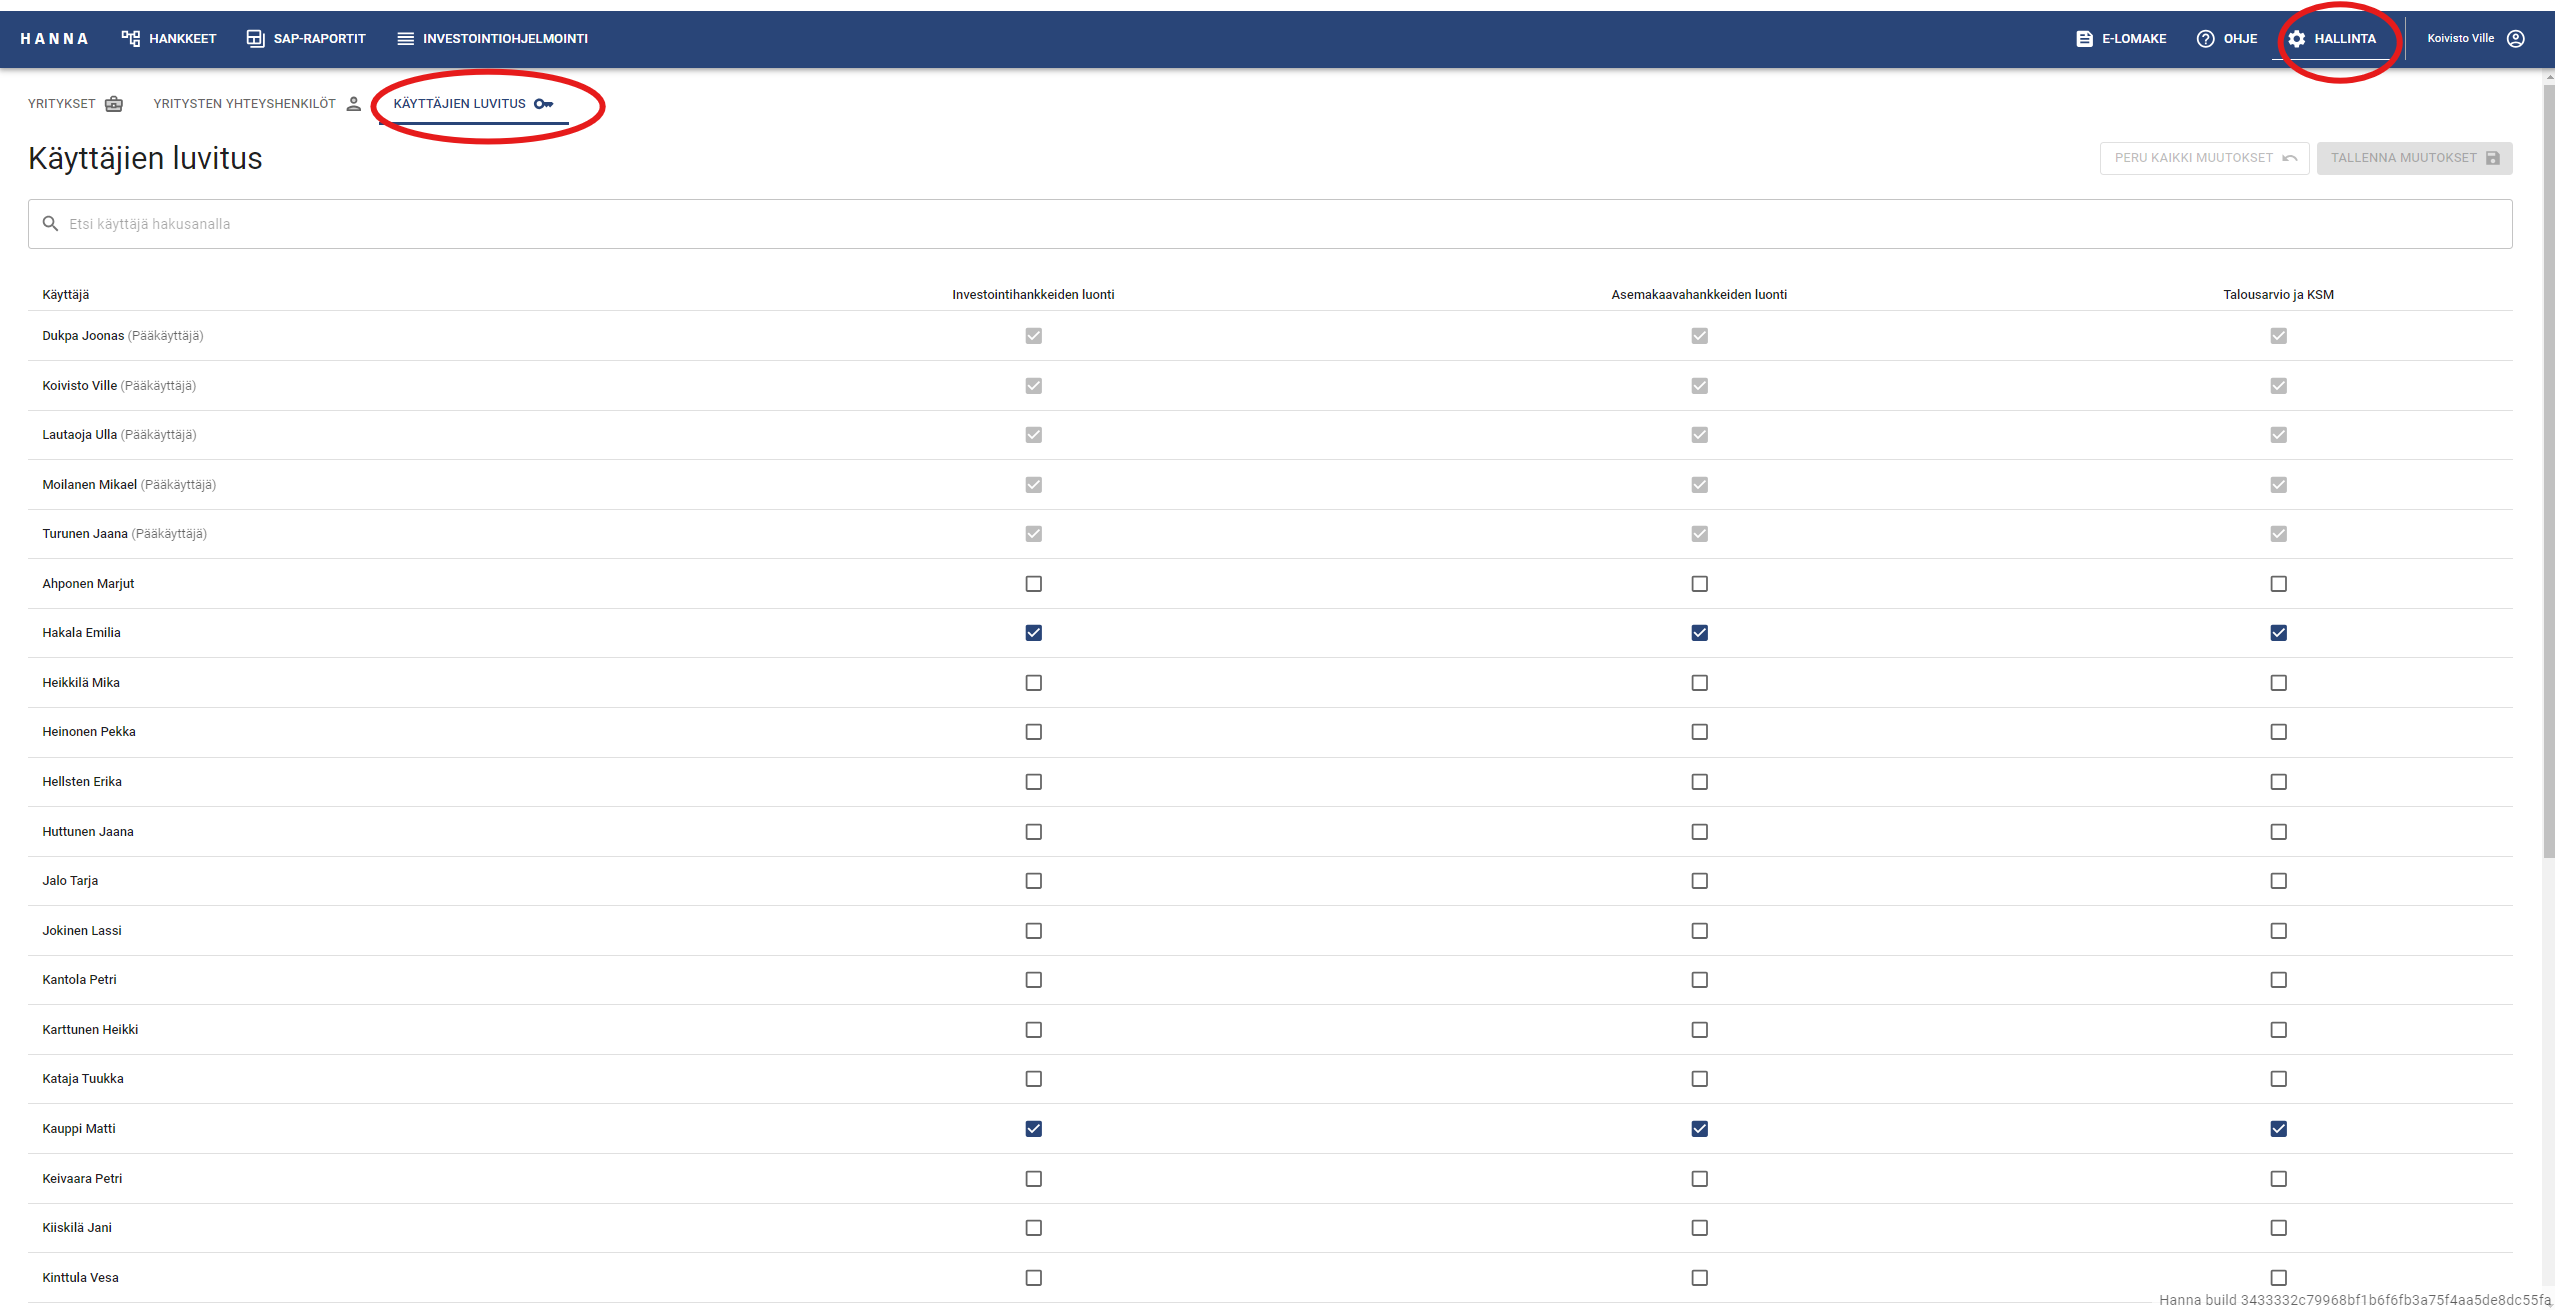 HANNA HANKKEET SAP-RAPORTIT INVESTOINTIOHJELMOINTI E-LOMAKE OHJE HALLINTA Koivisto Ville
YRITYKSET YRITYSTEN YHTEYSHENKILÖT KÄYTTÄJIEN LUVITUS
Käyttäjien luvitus PERU KAIKKI MUUTOKSET TALLENNA MUUTOKSET
Etsi käyttäjä hakusanalla
Käyttäjä Investointihankkeiden luonti Asemakaavahankkeiden luonti Talousarvio ja KSM
Dukpa Joonas (Pääkäyttäjä)
Koivisto Ville (Pääkäyttäjä)
Lautaoja Ulla (Pääkäyttäjä)
Moilanen Mikael (Pääkäyttäjä)
Turunen Jaana (Pääkäyttäjä)
Ahponen Marjut
Hakala Emilia
Heikkilä Mika
Heinonen Pekka
Hellsten Erika
Huttunen Jaana
Jalo Tarja
Jokinen Lassi
Kantola Petri
Karttunen Heikki
Kataja Tuukka
Kauppi Matti
Keivaara Petri
Kiiskilä Jani
Kinttula Vesa
Hanna build 3433332c79968bf1b6f6fb3a75f4aa5de8dc55fa